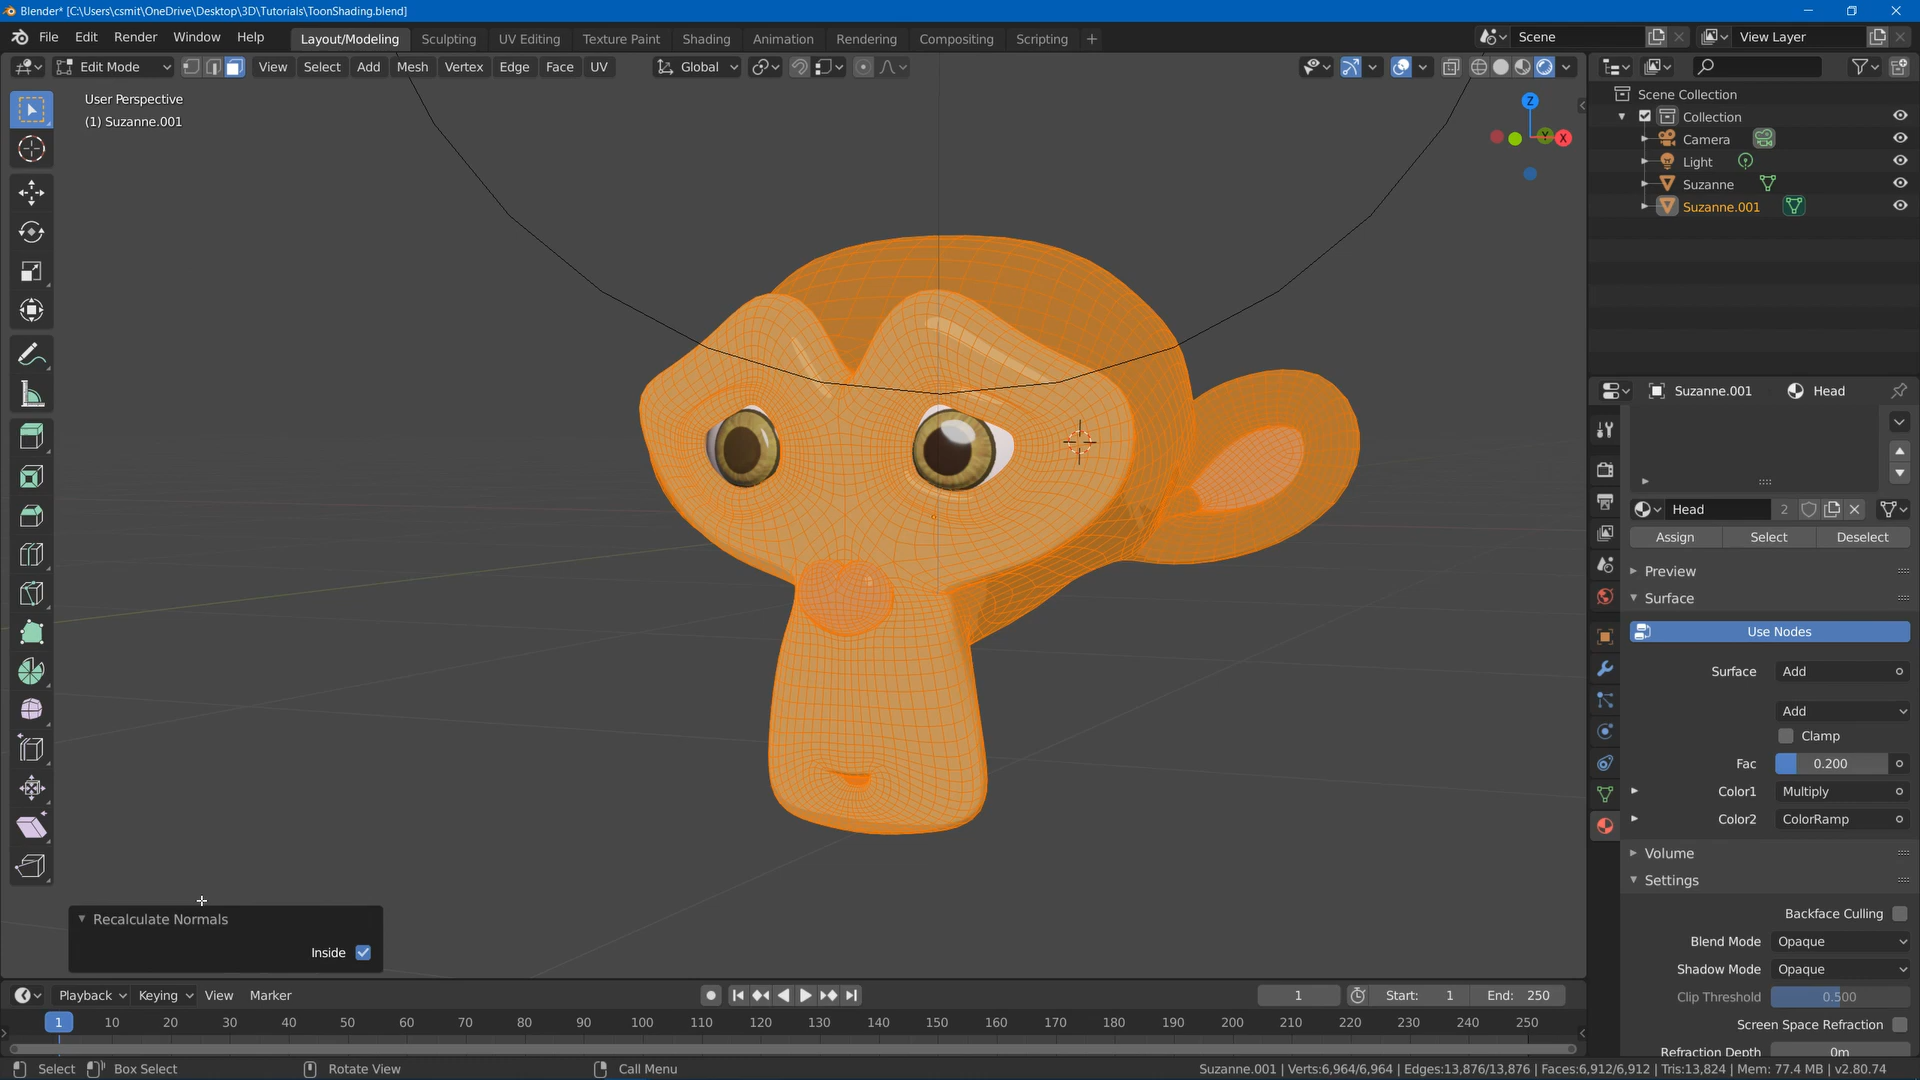 Blender* [C:\Users\csmit\OneDrive\Desktop\3D\Tutorials\ToonShading.blend]
File Edit Render Window Help Layout/Modeling Sculpting UV Editing Texture Paint Shading Animation Rendering Compositing Scripting + Scene View Layer
Edit Mode View Select Add Mesh Vertex Edge Face UV Global
User Perspective
(1) Suzanne.001
Z
Y
X
Scene Collection
Collection
Camera
Light
Suzanne
Suzanne.001
Suzanne.001 Head
Head 2
Assign Select Deselect
Preview
Surface
Use Nodes
Surface Add
Add
Clamp
Fac 0.200
Color1 Multiply
Color2 ColorRamp
Volume
Settings
Backface Culling
Blend Mode Opaque
Shadow Mode Opaque
Clip Threshold 0.500
Screen Space Refraction
Refraction Depth 0m
Recalculate Normals
Inside
Playback Keying View Marker 1 Start: 1 End: 250
1 10 20 30 40 50 60 70 80 90 100 110 120 130 140 150 160 170 180 190 200 210 220 230 240 250
Select Box Select Rotate View Call Menu Suzanne.001 | Verts:6,964/6,964 | Edges:13,876/13,876 | Faces:6,912/6,912 | Tris:13,824 | Mem: 77.4 MB | v2.80.74